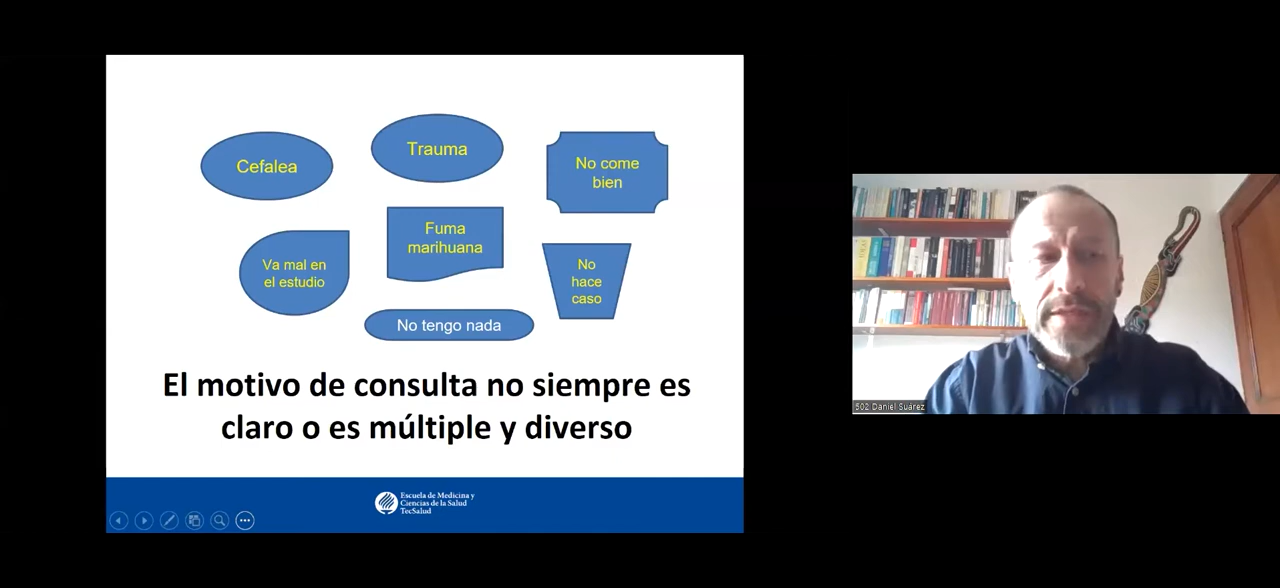 Cefalea
Trauma
No come
bien
Va mal en
el estudio
Fuma
marihuana
No
hace
caso
No tengo nada
El motivo de consulta no siempre es
claro o es múltiple y diverso
Escuela de Medicina y
Ciencias de la Salud
TecSalud
502 Daniel Suárez